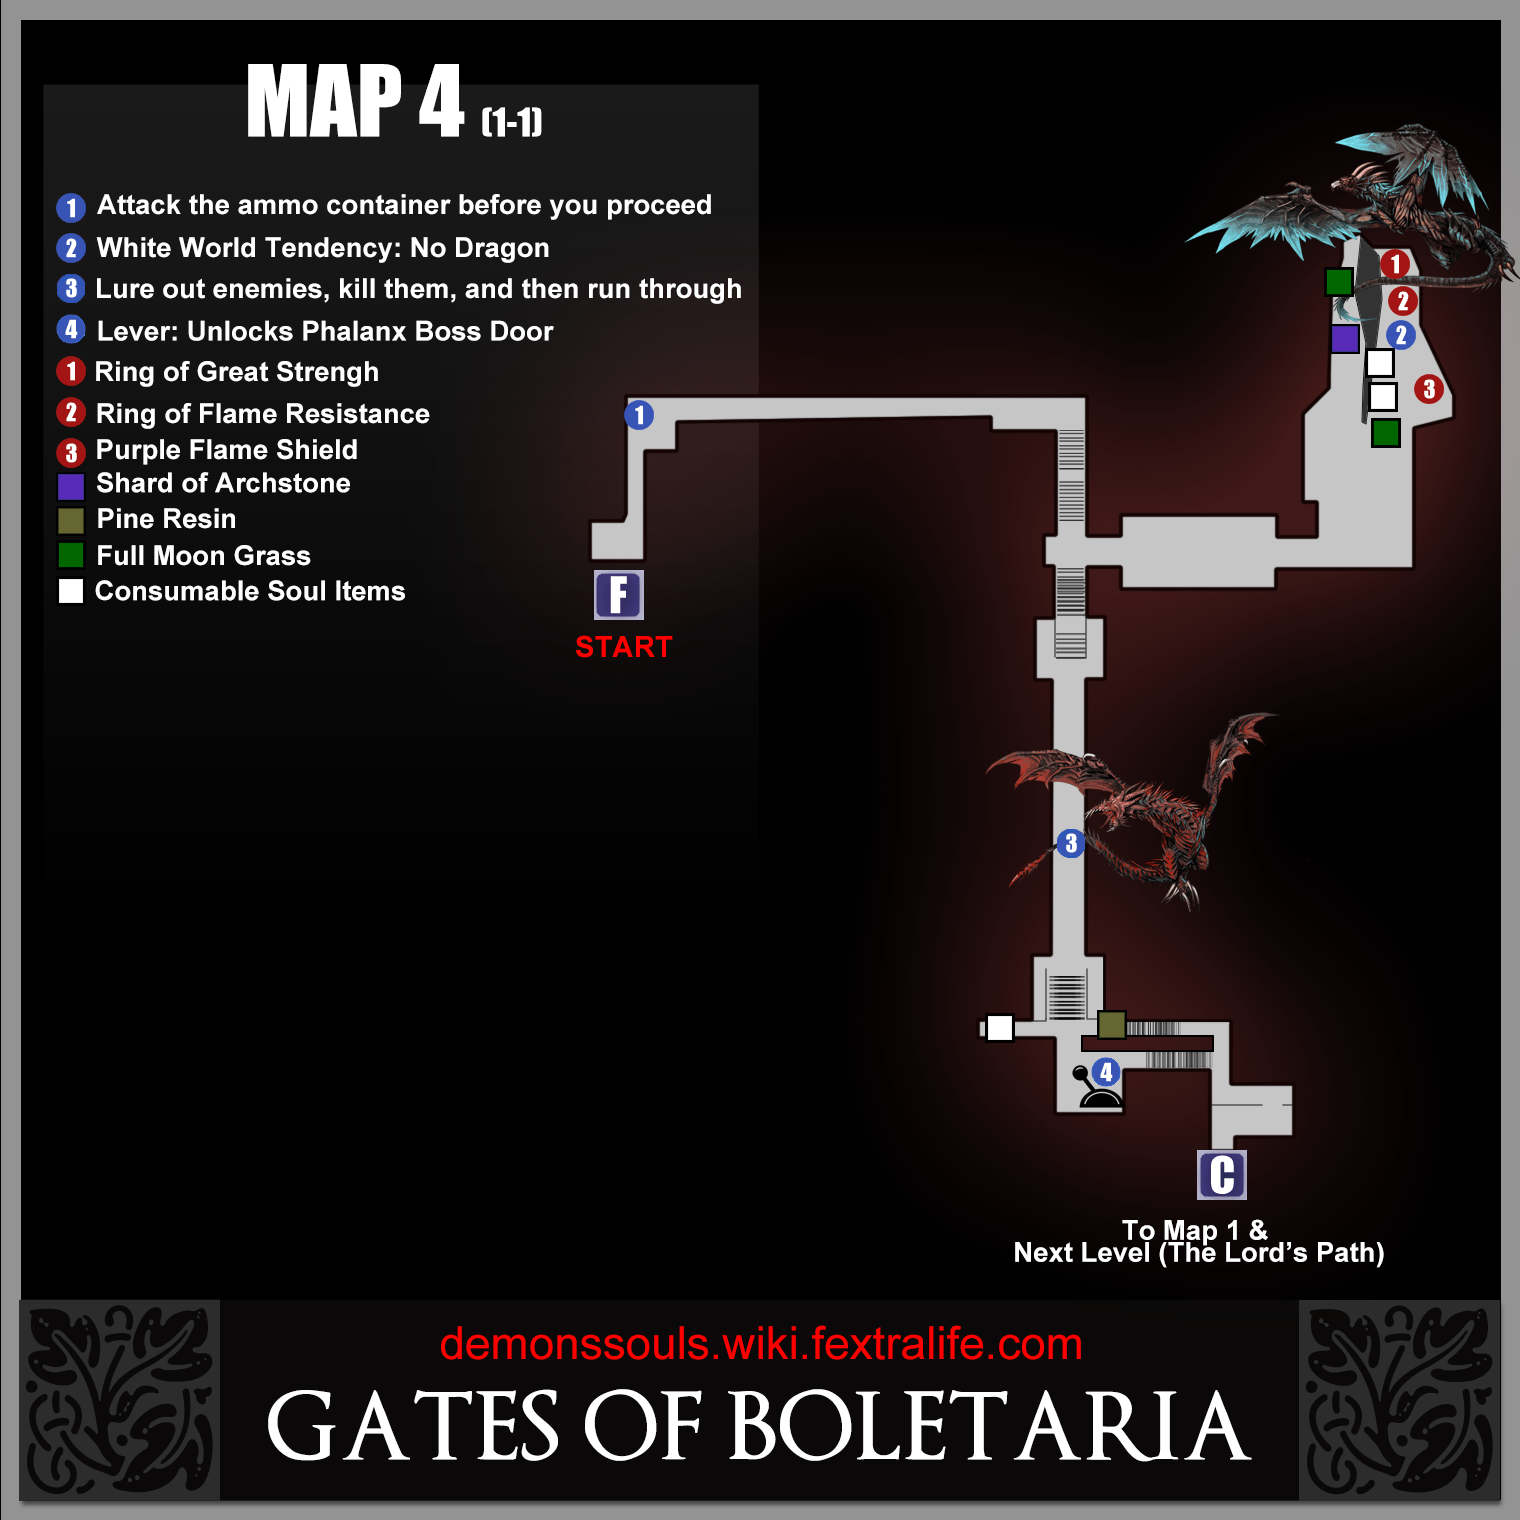 MAP 4 (1-1)
1 Attack the ammo container before you proceed
2 White World Tendency: No Dragon
3 Lure out enemies, kill them, and then run through
4 Lever: Unlocks Phalanx Boss Door
1 Ring of Great Strengh
2 Ring of Flame Resistance
3 Purple Flame Shield
Shard of Archstone
Pine Resin
Full Moon Grass
Consumable Soul Items
1
2
2
3
1
F
START
3
4
C
To Map 1 &
Next Level (The Lord's Path)
demonssouls.wiki.fextralife.com
GATES OF BOLETARIA